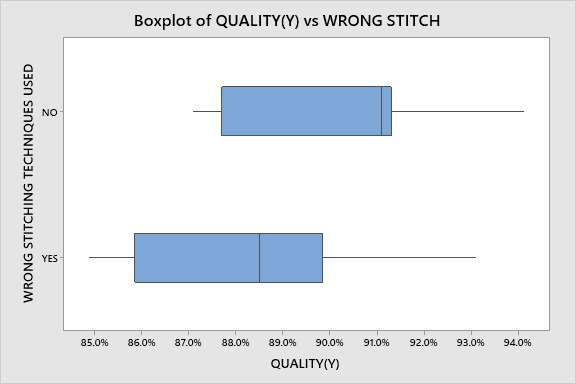 Boxplot of QUALITY(Y) vs WRONG STITCH
WRONG STITCHING TECHNIQUES USED
NO
YES
85.0% 86.0% 87.0% 88.0% 89.0% 90.0% 91.0% 92.0% 93.0% 94.0%
QUALITY(Y)